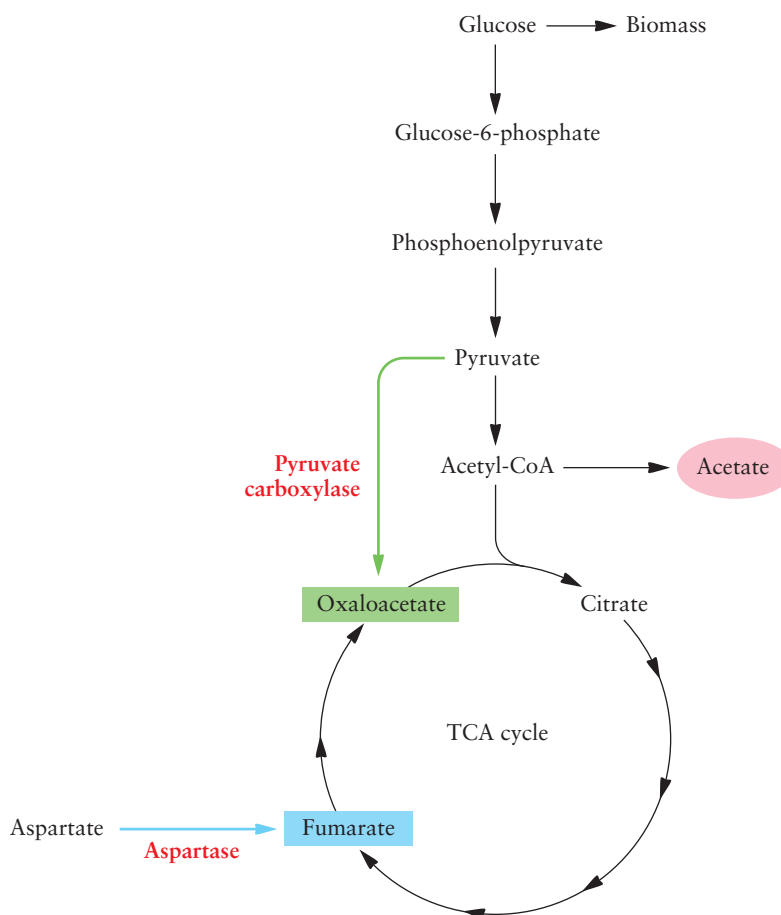 Glucose
Biomass
Glucose-6-phosphate
Phosphoenolpyruvate
Pyruvate
Pyruvate
carboxylase
Acetyl-CoA
Acetate
Oxaloacetate
Citrate
TCA cycle
Aspartate
Aspartase
Fumarate